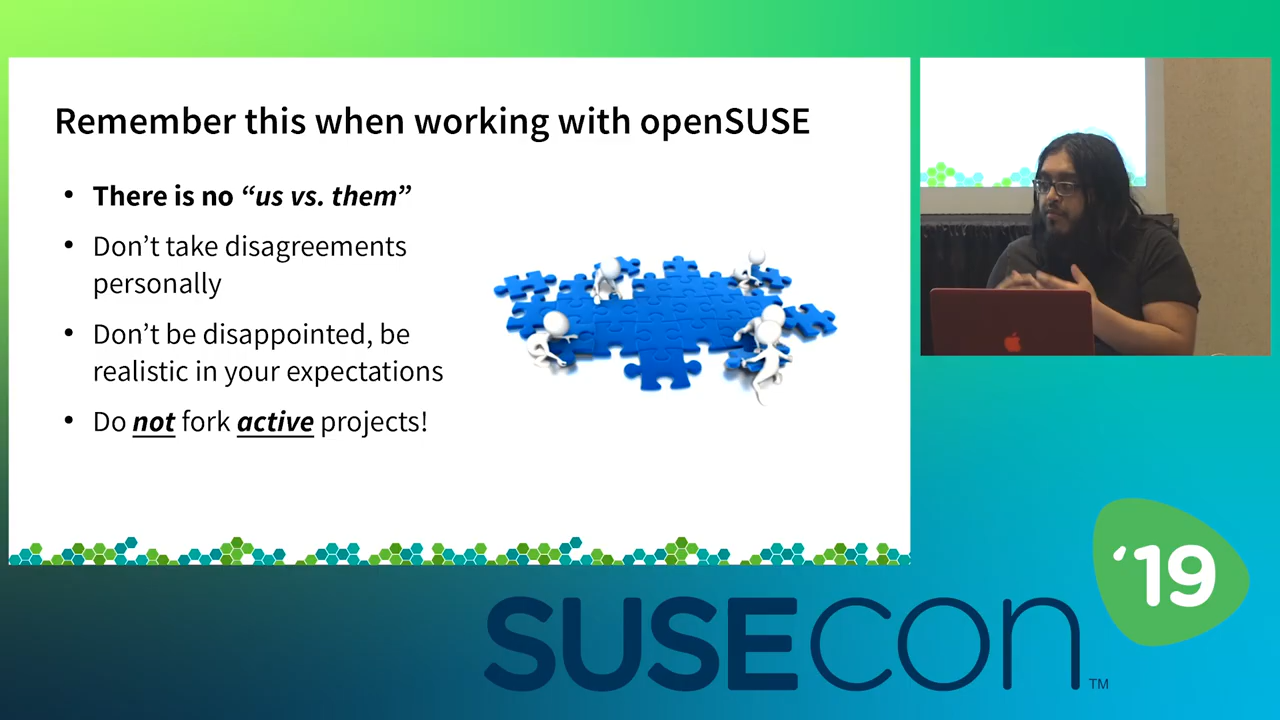 Remember this when working with openSUSE
• There is no “us vs. them”
• Don’t take disagreements
personally
• Don’t be disappointed, be
realistic in your expectations
• Do not fork active projects!
‘19
SUSECON™